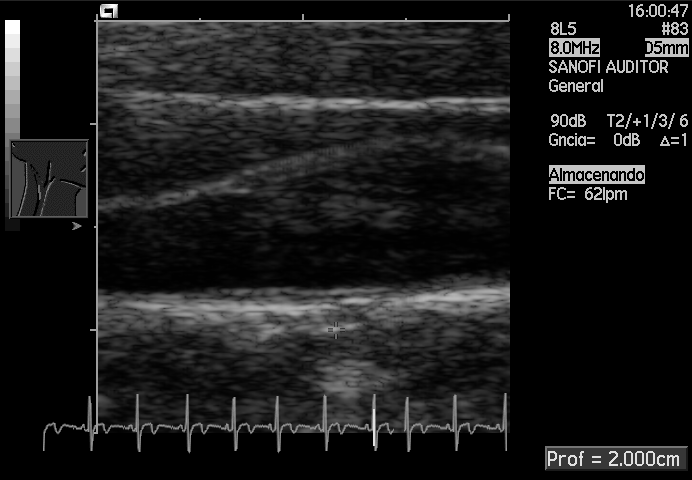 16:00:47
8L5 #83
8.0MHz D5mm
SANOFI AUDITOR
General
90dB T2/+1/3/ 6
Gncia= 0dB Δ=1
Almacenando
FC= 62lpm
Prof = 2.000cm